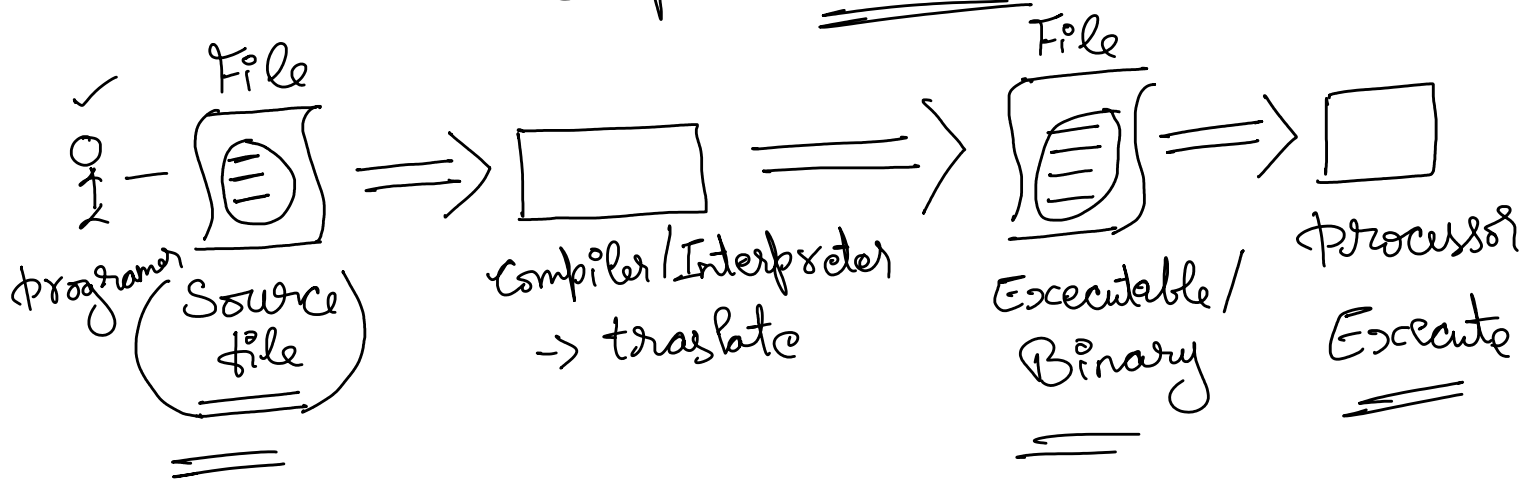 File
File
programer
Source
file
Compiler/Interpreter
-> traslate
Executable/
Binary
processor
Execute